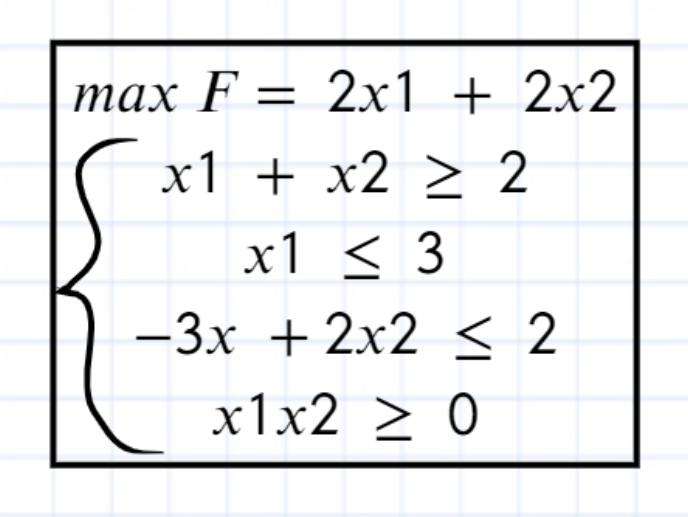 max F = 2x1 + 2x2
x1 + x2 ≥ 2
x1 ≤ 3
−3x + 2x2 ≤ 2
x1x2 ≥ 0